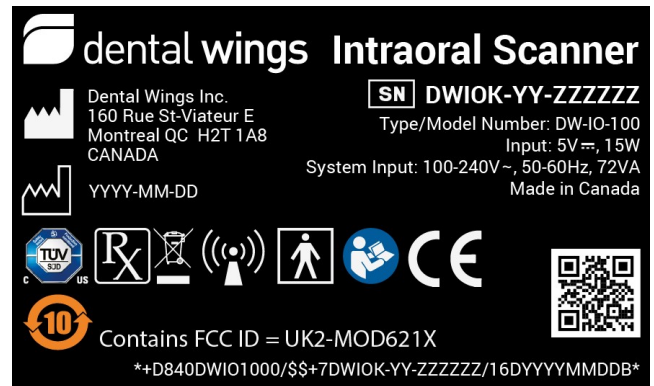 dental wings Intraoral Scanner
Dental Wings Inc.
160 Rue St-Viateur E
Montreal QC H2T 1A8
CANADA
YYYY-MM-DD
SN DWIOK-YY-ZZZZZZ
Type/Model Number: DW-IO-100
Input: 5V⎓, 15W
System Input: 100-240V~, 50-60Hz, 72VA
Made in Canada
TÜV
SÜD
C US
Rx
CE
10
Contains FCC ID = UK2-MOD621X
*+D840DWIO1000/$$+7DWIOK-YY-ZZZZZZ/16DYYYYMMDDB*